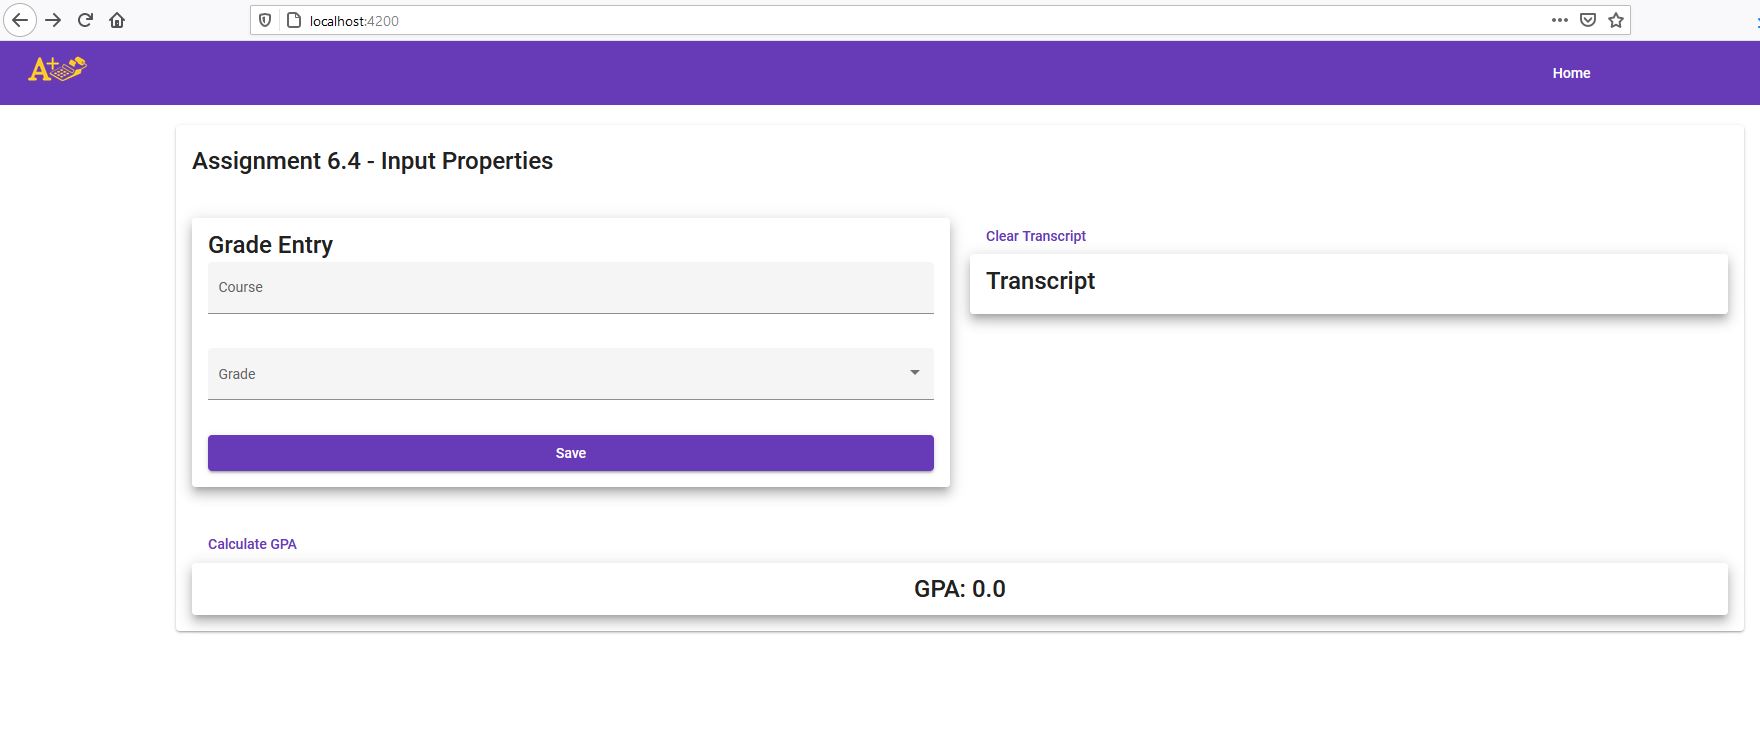 localhost:4200
A+
Home
Assignment 6.4 - Input Properties
Grade Entry
Course
Grade
Save
Clear Transcript
Transcript
Calculate GPA
GPA: 0.0